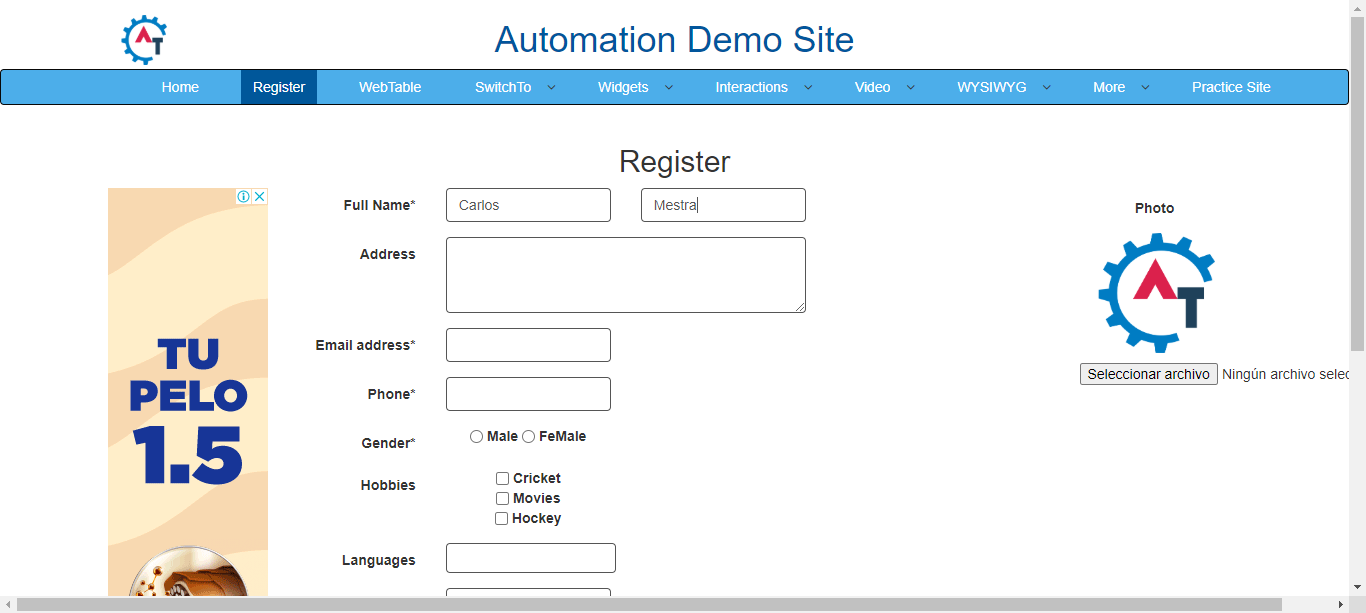 AT
Automation Demo Site
Home Register WebTable SwitchTo Widgets Interactions Video WYSIWYG More Practice Site
Register
Full Name* Carlos Mestra
Photo
Address
AT
Email address*
Seleccionar archivo Ningún archivo selec
Phone*
Gender* Male FeMale
Hobbies
Cricket
Movies
Hockey
Languages
TU
PELO
1.5